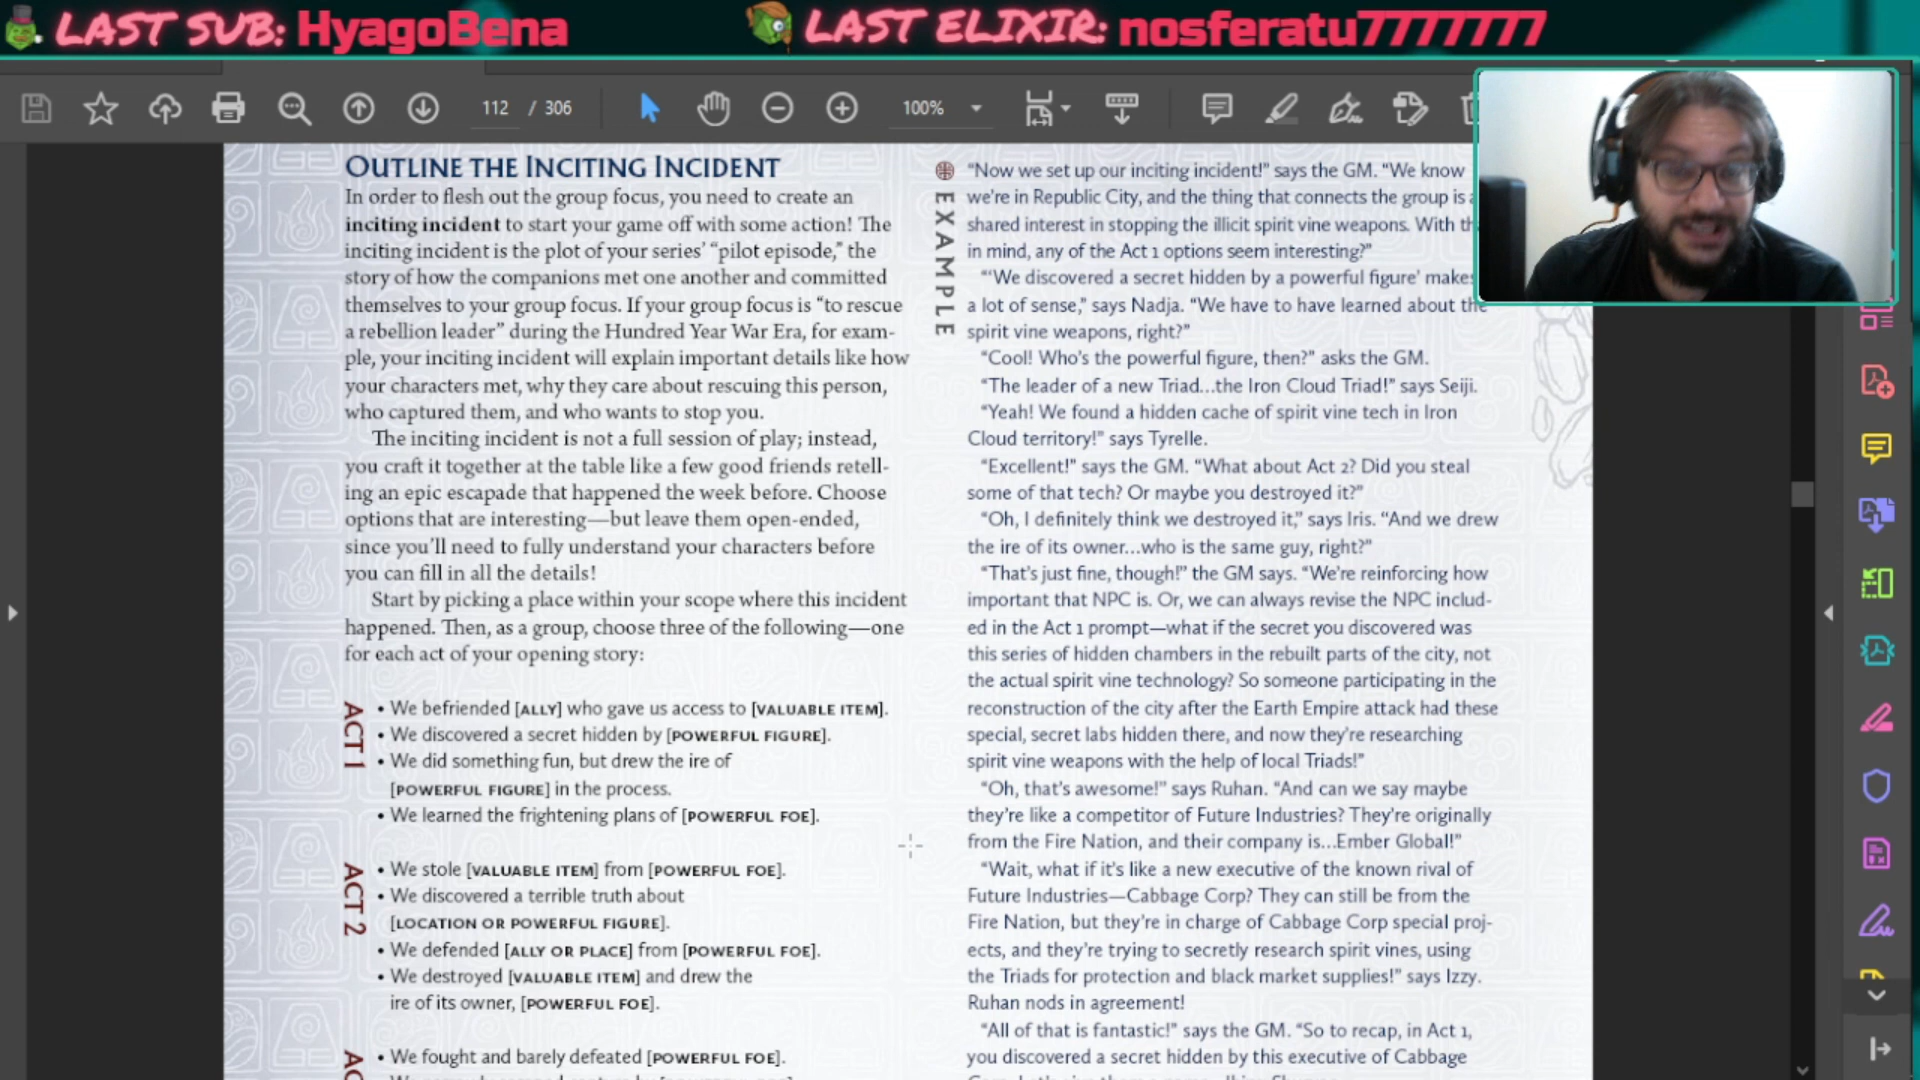 LAST SUB: HyagoBena
LAST ELIXIR: nosferatu7777777
112 / 306
100%
OUTLINE THE INCITING INCIDENT
In order to flesh out the group focus, you need to create an
inciting incident to start your game off with some action! The
inciting incident is the plot of your series’ “pilot episode,” the
story of how the companions met one another and committed
themselves to your group focus. If your group focus is “to rescue
a rebellion leader” during the Hundred Year War Era, for exam-
ple, your inciting incident will explain important details like how
your characters met, why they care about rescuing this person,
who captured them, and who wants to stop you.
The inciting incident is not a full session of play; instead,
you craft it together at the table like a few good friends retell-
ing an epic escapade that happened the week before. Choose
options that are interesting—but leave them open-ended,
since you’ll need to fully understand your characters before
you can fill in all the details!
Start by picking a place within your scope where this incident
happened. Then, as a group, choose three of the following—one
for each act of your opening story:
ACT 1
• We befriended [ALLY] who gave us access to [VALUABLE ITEM].
• We discovered a secret hidden by [POWERFUL FIGURE].
• We did something fun, but drew the ire of
[POWERFUL FIGURE] in the process.
• We learned the frightening plans of [POWERFUL FOE].
ACT 2
• We stole [VALUABLE ITEM] from [POWERFUL FOE].
• We discovered a terrible truth about
[LOCATION OR POWERFUL FIGURE].
• We defended [ALLY OR PLACE] from [POWERFUL FOE].
• We destroyed [VALUABLE ITEM] and drew the
ire of its owner, [POWERFUL FOE].
• We fought and barely defeated [POWERFUL FOE].
EXAMPLE
“Now we set up our inciting incident!” says the GM. “We know
we’re in Republic City, and the thing that connects the group is
shared interest in stopping the illicit spirit vine weapons. With
in mind, any of the Act 1 options seem interesting?”
“‘We discovered a secret hidden by a powerful figure’ makes
a lot of sense,” says Nadja. “We have to have learned about the
spirit vine weapons, right?”
“Cool! Who’s the powerful figure, then?” asks the GM.
“The leader of a new Triad...the Iron Cloud Triad!” says Seiji.
“Yeah! We found a hidden cache of spirit vine tech in Iron
Cloud territory!” says Tyrelle.
“Excellent!” says the GM. “What about Act 2? Did you steal
some of that tech? Or maybe you destroyed it?”
“Oh, I definitely think we destroyed it,” says Iris. “And we drew
the ire of its owner...who is the same guy, right?”
“That’s just fine, though!” the GM says. “We’re reinforcing how
important that NPC is. Or, we can always revise the NPC includ-
ed in the Act 1 prompt—what if the secret you discovered was
this series of hidden chambers in the rebuilt parts of the city, not
the actual spirit vine technology? So someone participating in the
reconstruction of the city after the Earth Empire attack had these
special, secret labs hidden there, and now they’re researching
spirit vine weapons with the help of local Triads!”
“Oh, that’s awesome!” says Ruhan. “And can we say maybe
they’re like a competitor of Future Industries? They’re originally
from the Fire Nation, and their company is...Ember Global!”
“Wait, what if it’s like a new executive of the known rival of
Future Industries—Cabbage Corp? They can still be from the
Fire Nation, but they’re in charge of Cabbage Corp special proj-
ects, and they’re trying to secretly research spirit vines, using
the Triads for protection and black market supplies!” says Izzy.
Ruhan nods in agreement!
“All of that is fantastic!” says the GM. “So to recap, in Act 1,
you discovered a secret hidden by this executive of Cabbage